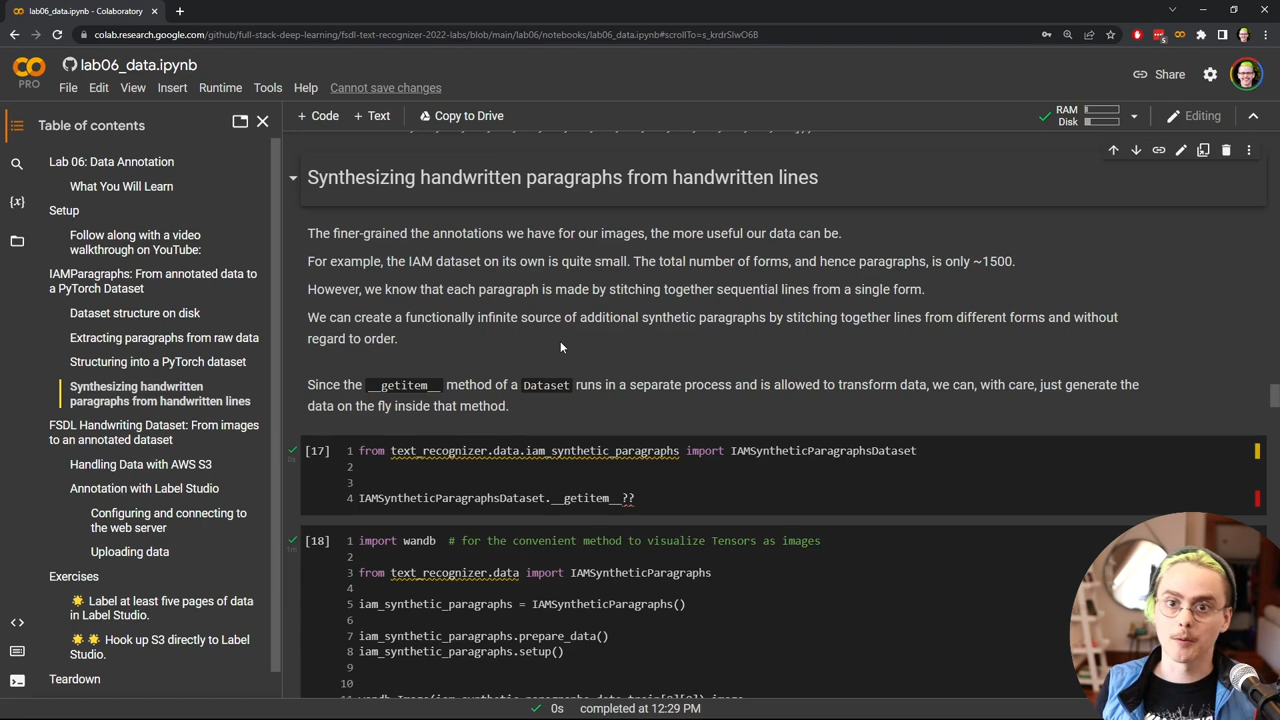 lab06_data.ipynb - Colaboratory
colab.research.google.com/github/full-stack-deep-learning/fsdl-text-recognizer-2022-labs/blob/main/lab06/notebooks/lab06_data.ipynb#scrollTo=s_krdrSlwO6B
lab06_data.ipynb
PRO
File Edit View Insert Runtime Tools Help Cannot save changes
Share
+ Code + Text Copy to Drive
RAM
Disk
Editing
Table of contents
Lab 06: Data Annotation
What You Will Learn
Setup
Follow along with a video
walkthrough on YouTube:
IAMParagraphs: From annotated data to
a PyTorch Dataset
Dataset structure on disk
Extracting paragraphs from raw data
Structuring into a PyTorch dataset
Synthesizing handwritten
paragraphs from handwritten lines
FSDL Handwriting Dataset: From images
to an annotated dataset
Handling Data with AWS S3
Annotation with Label Studio
Configuring and connecting to
the web server
Uploading data
Exercises
🌟 Label at least five pages of data
in Label Studio.
🌟🌟 Hook up S3 directly to Label
Studio.
Teardown
Synthesizing handwritten paragraphs from handwritten lines
The finer-grained the annotations we have for our images, the more useful our data can be.
For example, the IAM dataset on its own is quite small. The total number of forms, and hence paragraphs, is only ~1500.
However, we know that each paragraph is made by stitching together sequential lines from a single form.
We can create a functionally infinite source of additional synthetic paragraphs by stitching together lines from different forms and without
regard to order.
Since the __getitem__ method of a Dataset runs in a separate process and is allowed to transform data, we can, with care, just generate the
data on the fly inside that method.
[17]
1 from text_recognizer.data.iam_synthetic_paragraphs import IAMSyntheticParagraphsDataset
2
3
4 IAMSyntheticParagraphsDataset.__getitem__??
0s
[18]
1 import wandb # for the convenient method to visualize Tensors as images
2
3 from text_recognizer.data import IAMSyntheticParagraphs
4
5 iam_synthetic_paragraphs = IAMSyntheticParagraphs()
6
7 iam_synthetic_paragraphs.prepare_data()
8 iam_synthetic_paragraphs.setup()
9
10
1m
0s completed at 12:29 PM